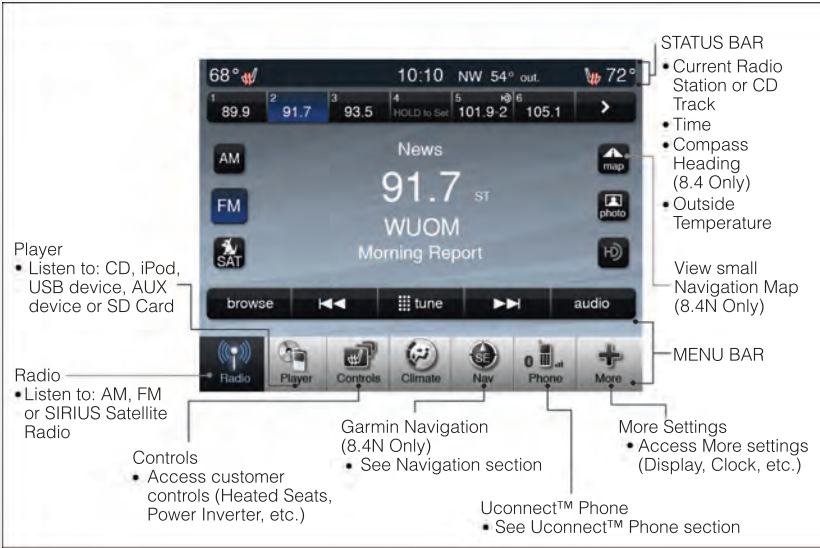 68° 10:10 NW 54° out. 72°
1 89.9 2 91.7 3 93.5 4 HOLD to Set 5 101.9-2 HD 6 105.1 >
AM
News
map
FM
91.7 ST
photo
WUOM
SAT
Morning Report
HD
browse tune audio
Radio Player Controls Climate SE Nav Phone More
STATUS BAR
• Current Radio
Station or CD
Track
• Time
• Compass
Heading
(8.4 Only)
• Outside
Temperature
View small
Navigation Map
(8.4N Only)
MENU BAR
Player
• Listen to: CD, iPod,
USB device, AUX
device or SD Card
Radio
• Listen to: AM, FM
or SIRIUS Satellite
Radio
Controls
• Access customer
controls (Heated Seats,
Power Inverter, etc.)
Garmin Navigation
(8.4N Only)
• See Navigation section
Uconnect™ Phone
• See Uconnect™ Phone section
More Settings
• Access More settings
(Display, Clock, etc.)